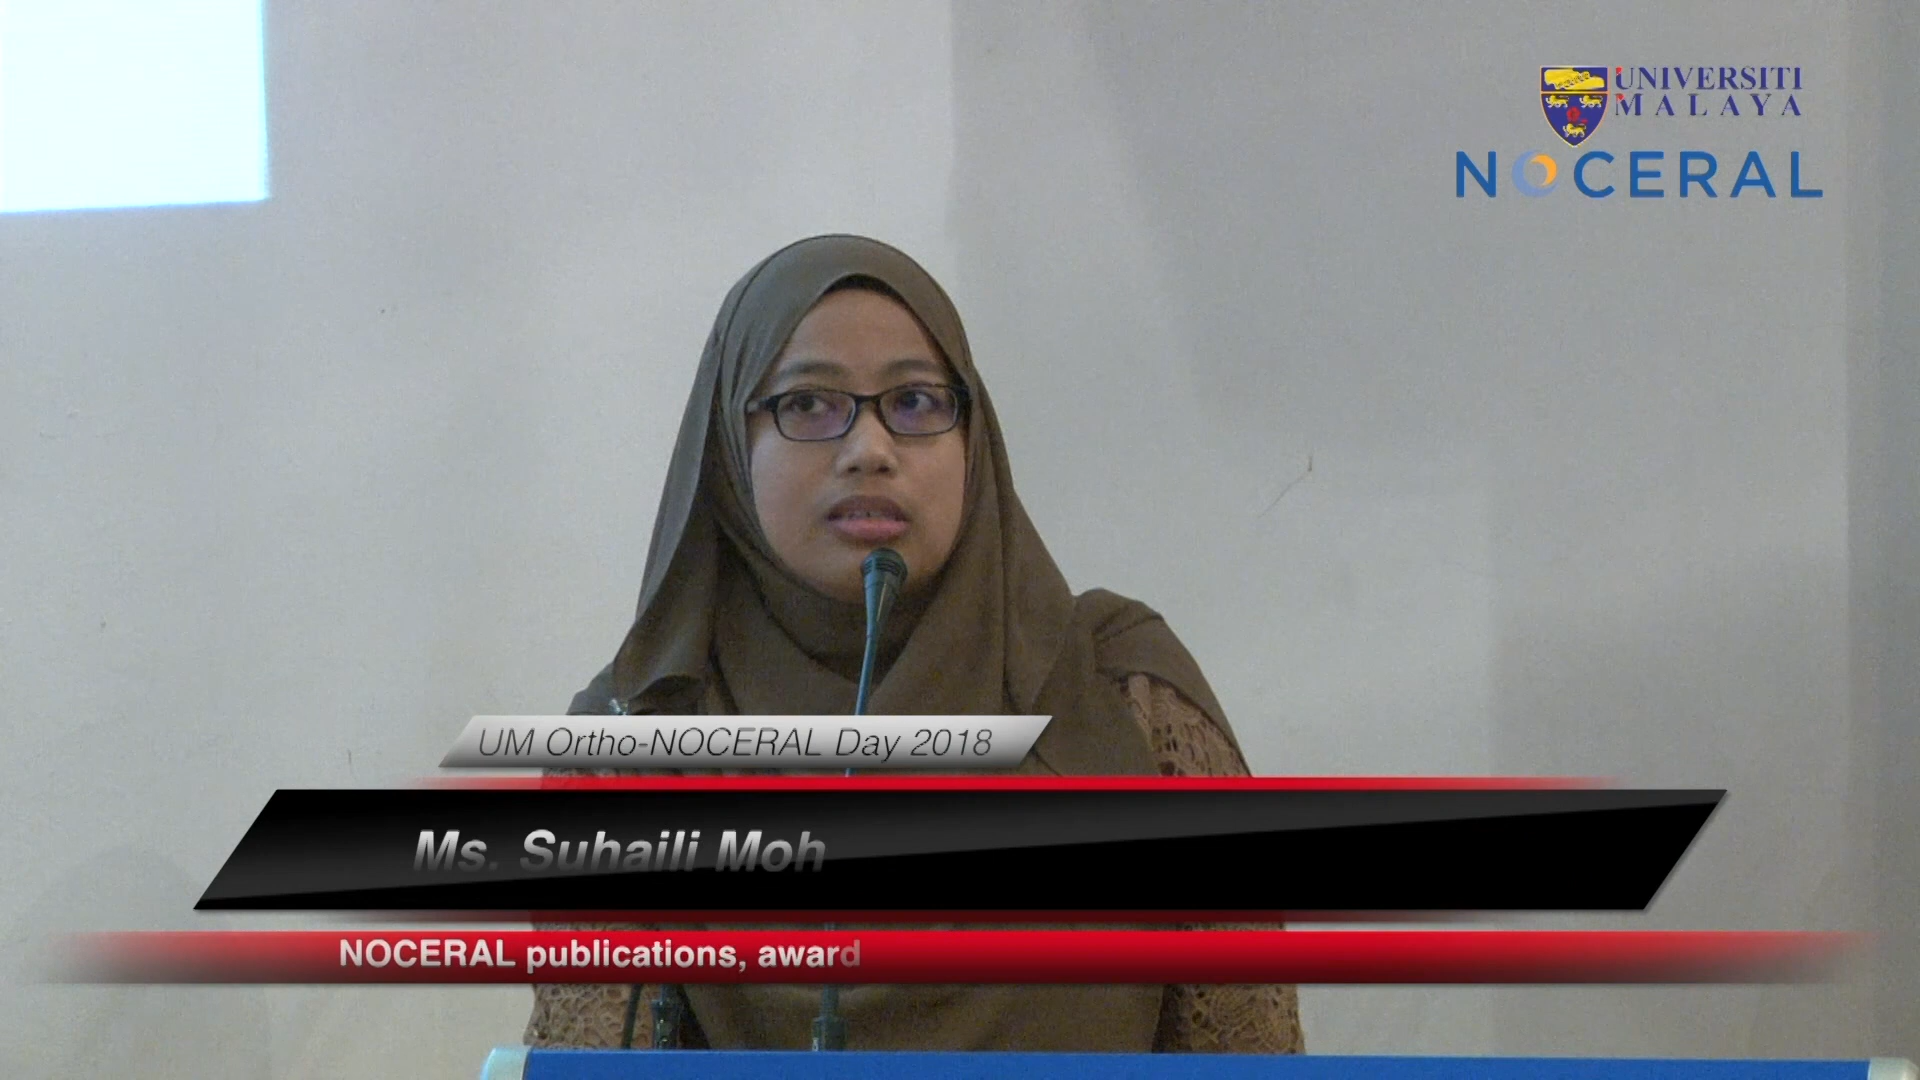 UNIVERSITI
MALAYA
NOCERAL
UM Ortho-NOCERAL Day 2018
Ms. Suhaili Moh
NOCERAL publications, award